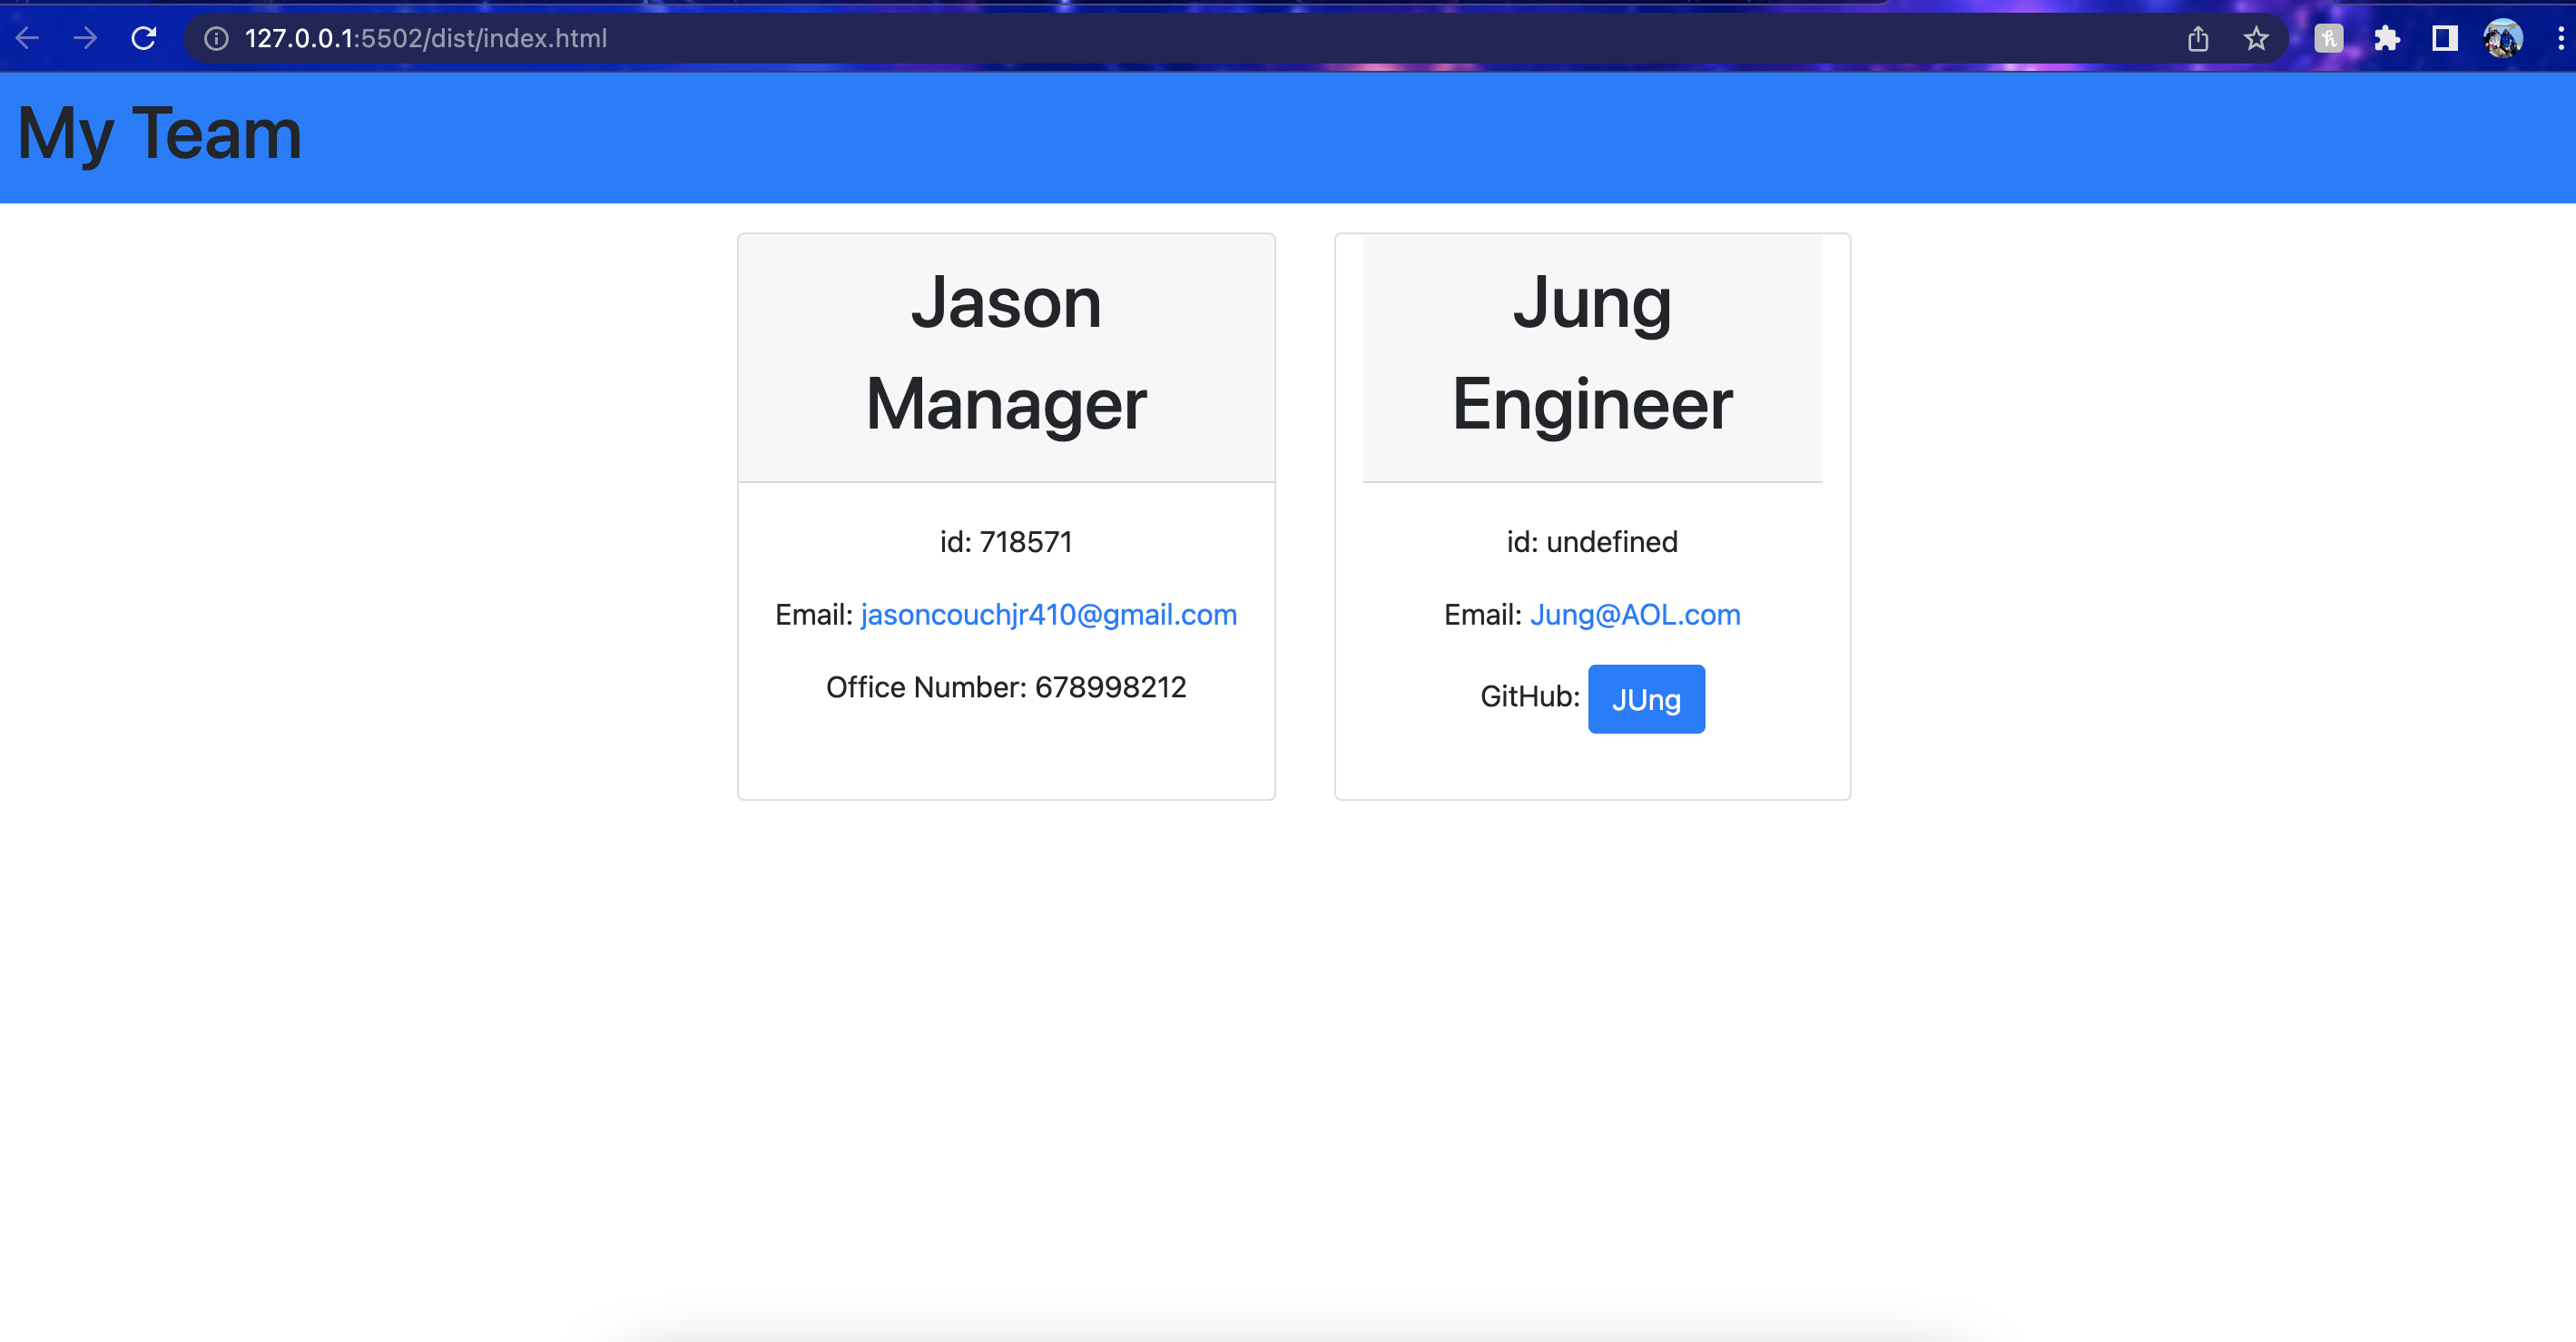 127.0.0.1:5502/dist/index.html
My Team
Jason
Manager
id: 718571
Email: jasoncouchjr410@gmail.com
Office Number: 678998212
Jung
Engineer
id: undefined
Email: Jung@AOL.com
GitHub: JUng